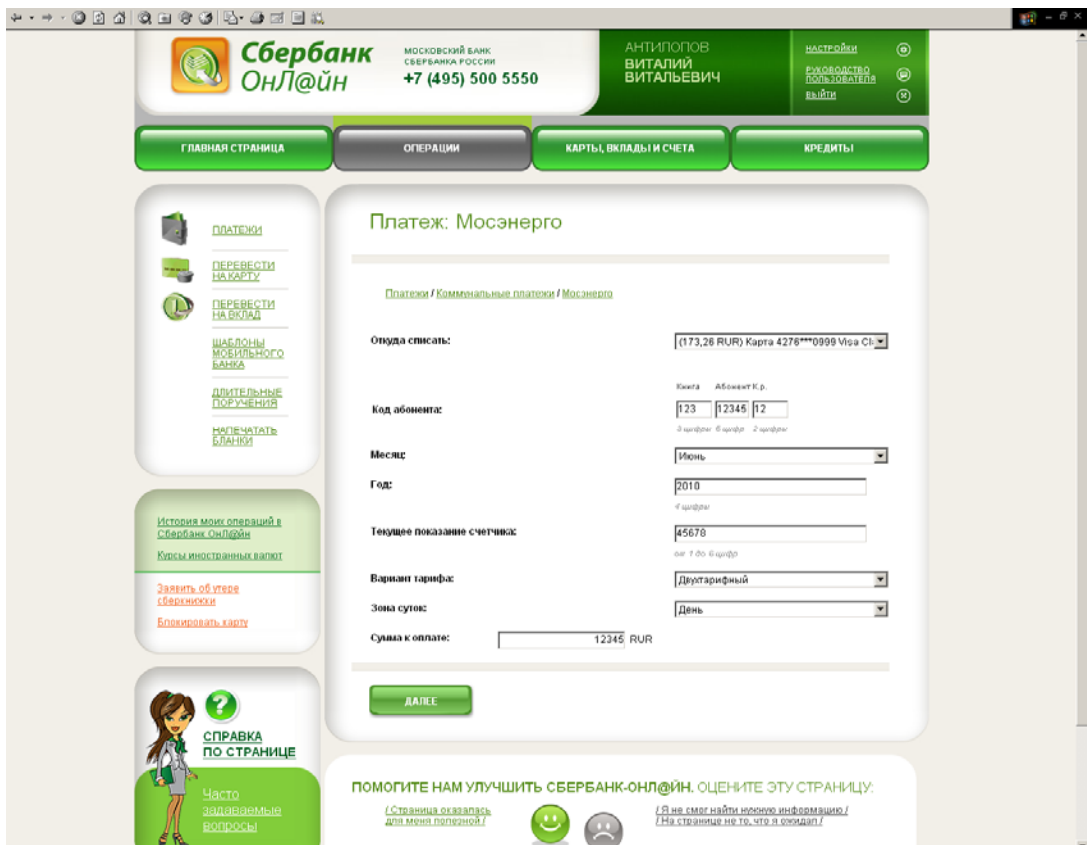 Сбербанк
ОнЛ@йн
МОСКОВСКИЙ БАНК
СБЕРБАНКА РОССИИ
+7 (495) 500 5550
АНТИЛОПОВ
ВИТАЛИЙ
ВИТАЛЬЕВИЧ
НАСТРОЙКИ
РУКОВОДСТВО
ПОЛЬЗОВАТЕЛЯ
ВЫЙТИ
ГЛАВНАЯ СТРАНИЦА
ОПЕРАЦИИ
КАРТЫ, ВКЛАДЫ И СЧЕТА
КРЕДИТЫ
ПЛАТЕЖИ
ПЕРЕВЕСТИ
НА КАРТУ
ПЕРЕВЕСТИ
НА ВКЛАД
ШАБЛОНЫ
МОБИЛЬНОГО
БАНКА
ДЛИТЕЛЬНЫЕ
ПОРУЧЕНИЯ
НАПЕЧАТАТЬ
БЛАНКИ
История моих операций в
Сбербанк ОнЛ@йн
Курсы иностранных валют
Заявить об утере
сберкнижки
Блокировать карту
СПРАВКА
ПО СТРАНИЦЕ
Часто
задаваемые
вопросы
Платеж: Мосэнерго
Платежи / Коммунальные платежи / Мосэнерго
Откуда списать:
(173,26 RUR) Карта 4276***0999 Visa Cl
Книга Абонент К.р.
Код абонента:
123 12345 12
3 цифры 6 цифр 2 цифры
Месяц:
Июнь
Год:
2010
4 цифры
Текущее показание счетчика:
45678
от 1 до 6 цифр
Вариант тарифа:
Двухтарифный
Зона суток:
День
Сумма к оплате:
12345 RUR
ДАЛЕЕ
ПОМОГИТЕ НАМ УЛУЧШИТЬ СБЕРБАНК-ОНЛ@ЙН. ОЦЕНИТЕ ЭТУ СТРАНИЦУ:
/ Страница оказалась
для меня полезной /
/ Я не смог найти нужную информацию /
/ На странице не то, что я ожидал /